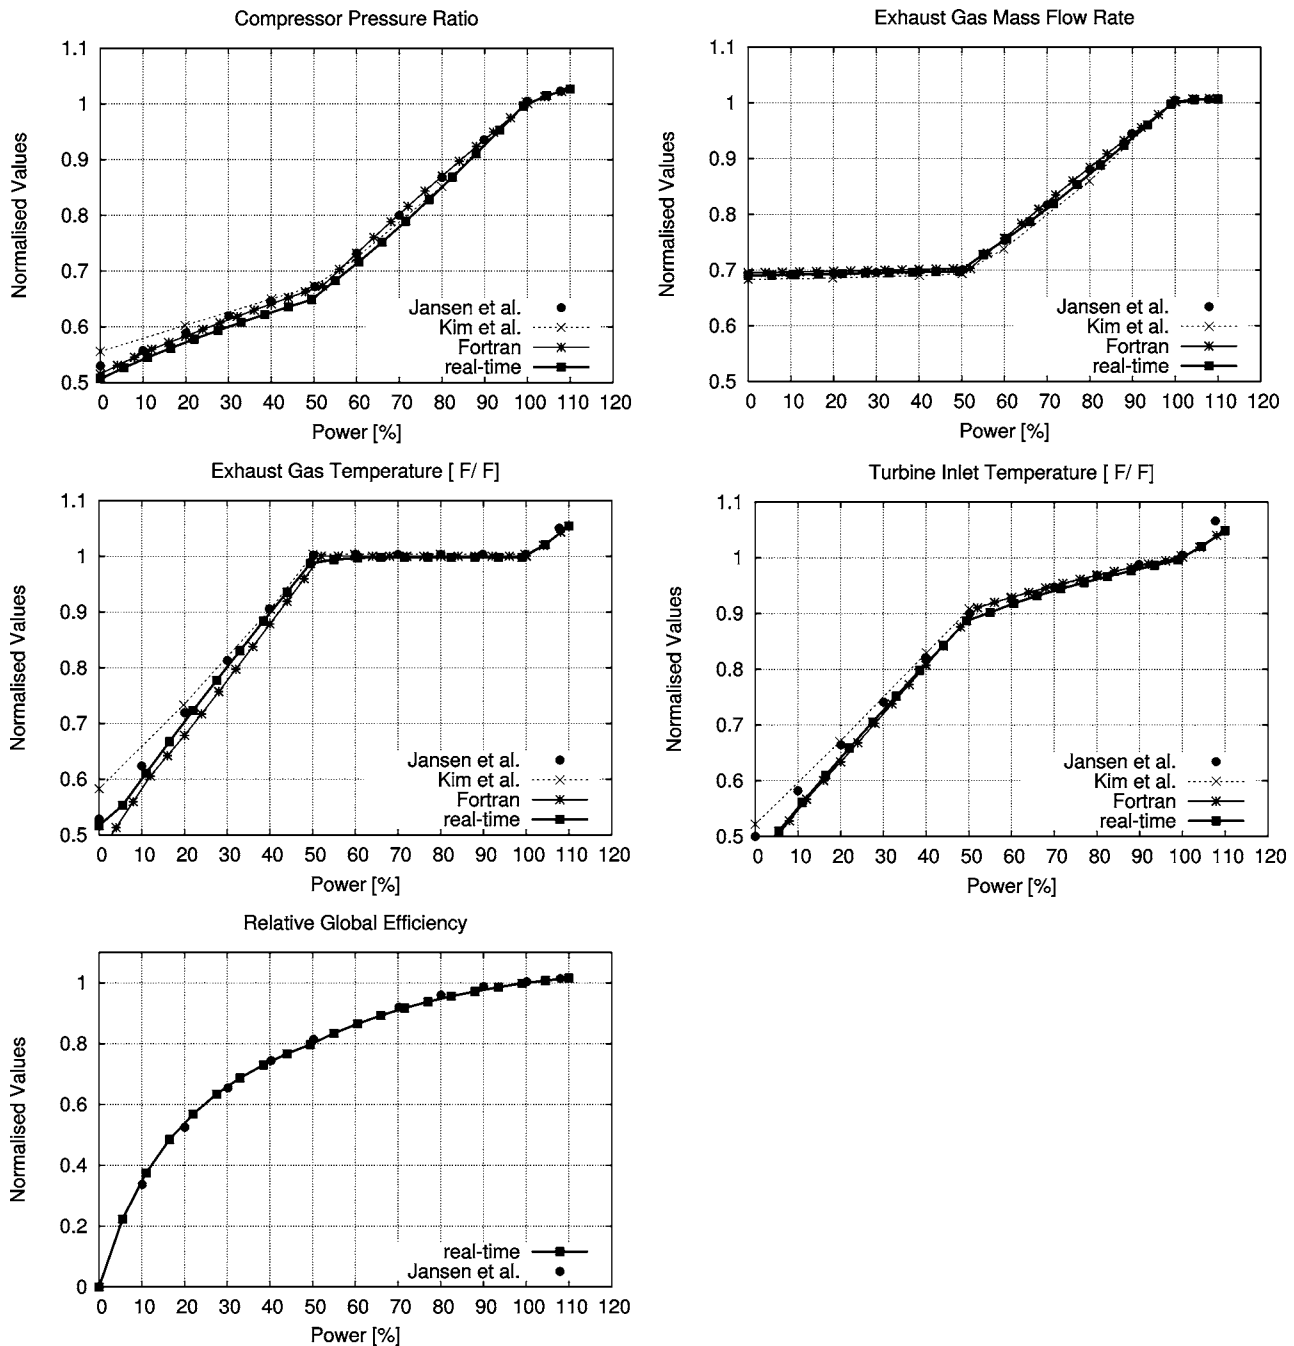 Compressor Pressure Ratio
Normalised Values
1.1
1
0.9
0.8
0.7
0.6
0.5
Jansen et al.
Kim et al.
Fortran
real-time
0 10 20 30 40 50 60 70 80 90 100 110 120
Power [%]
Exhaust Gas Mass Flow Rate
Normalised Values
1.1
1
0.9
0.8
0.7
0.6
0.5
Jansen et al.
Kim et al.
Fortran
real-time
0 10 20 30 40 50 60 70 80 90 100 110 120
Power [%]
Exhaust Gas Temperature [ F/ F]
Normalised Values
1.1
1
0.9
0.8
0.7
0.6
0.5
Jansen et al.
Kim et al.
Fortran
real-time
0 10 20 30 40 50 60 70 80 90 100 110 120
Power [%]
Turbine Inlet Temperature [ F/ F]
Normalised Values
1.1
1
0.9
0.8
0.7
0.6
0.5
Jansen et al.
Kim et al.
Fortran
real-time
0 10 20 30 40 50 60 70 80 90 100 110 120
Power [%]
Relative Global Efficiency
Normalised Values
1
0.8
0.6
0.4
0.2
0
real-time
Jansen et al.
0 10 20 30 40 50 60 70 80 90 100 110 120
Power [%]